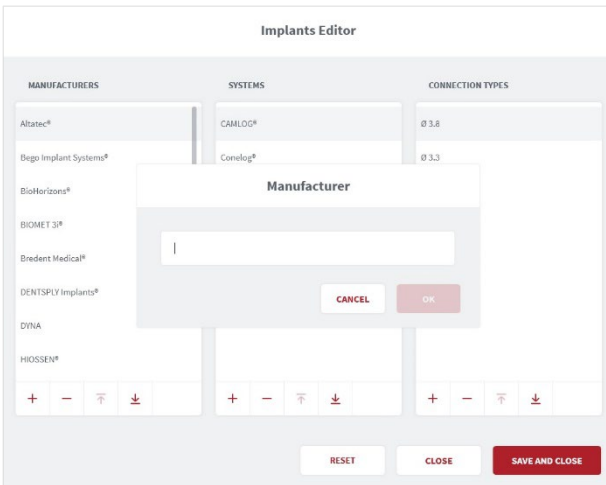 Implants Editor
MANUFACTURERS
SYSTEMS
CONNECTION TYPES
Altatec®
CAMLOG®
Ø 3.8
Bego Implant Systems®
Conelog®
Ø 3.3
BioHorizons®
Manufacturer
BIOMET 3i®
Bredent Medical®
DENTSPLY Implants®
CANCEL
OK
DYNA
HIOSSEN®
RESET
CLOSE
SAVE AND CLOSE